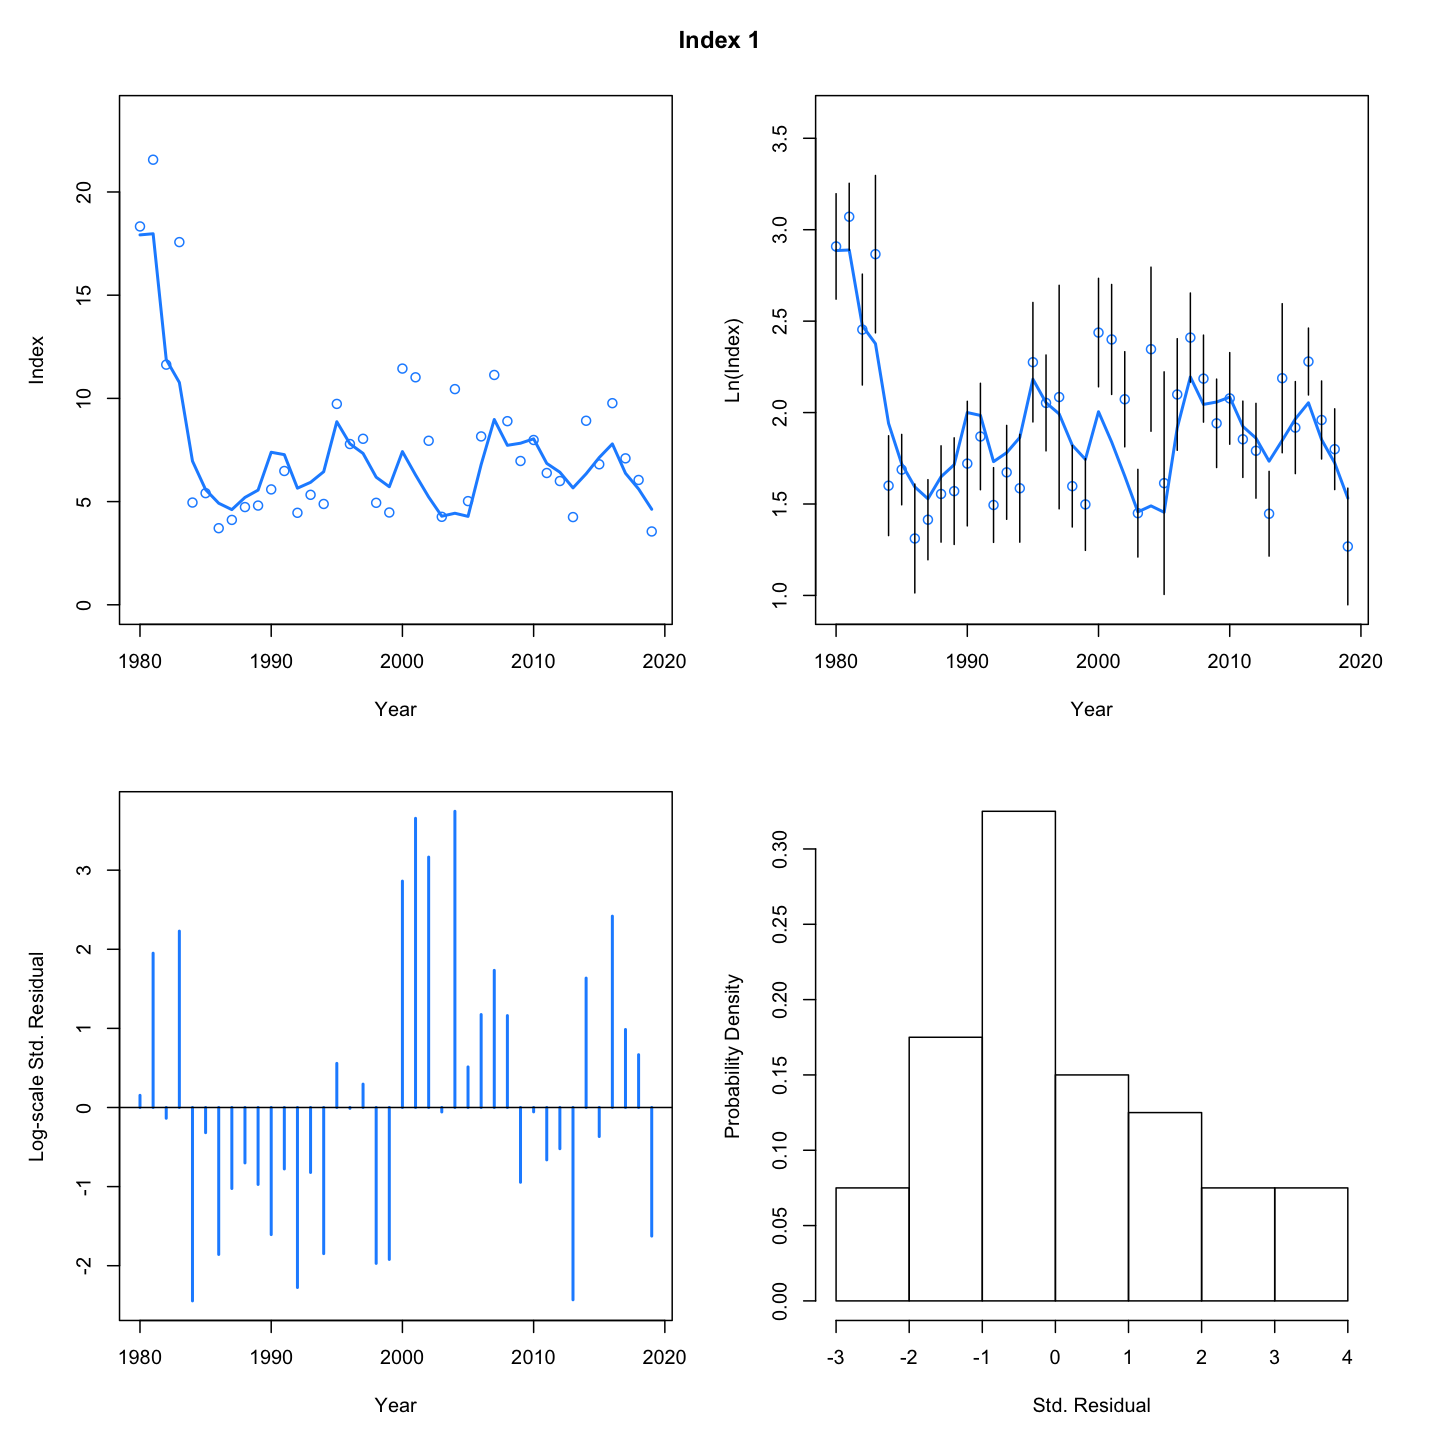 Index 1
Index
20
15
10
5
0
1980 1990 2000 2010 2020
Year
Ln(Index)
3.5
3.0
2.5
2.0
1.5
1.0
1980 1990 2000 2010 2020
Year
Log-scale Std. Residual
3
2
1
0
-1
-2
1980 1990 2000 2010 2020
Year
Probability Density
0.30
0.25
0.20
0.15
0.10
0.05
0.00
-3 -2 -1 0 1 2 3 4
Std. Residual